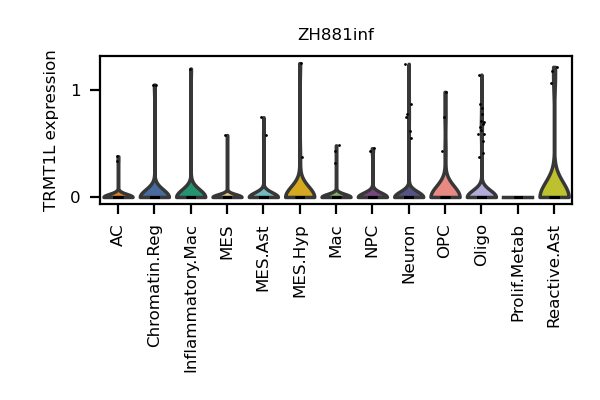 ZH881inf
TRMT1L expression
1
0
AC
Chromatin.Reg
Inflammatory.Mac
MES
MES.Ast
MES.Hyp
Mac
NPC
Neuron
OPC
Oligo
Prolif.Metab
Reactive.Ast